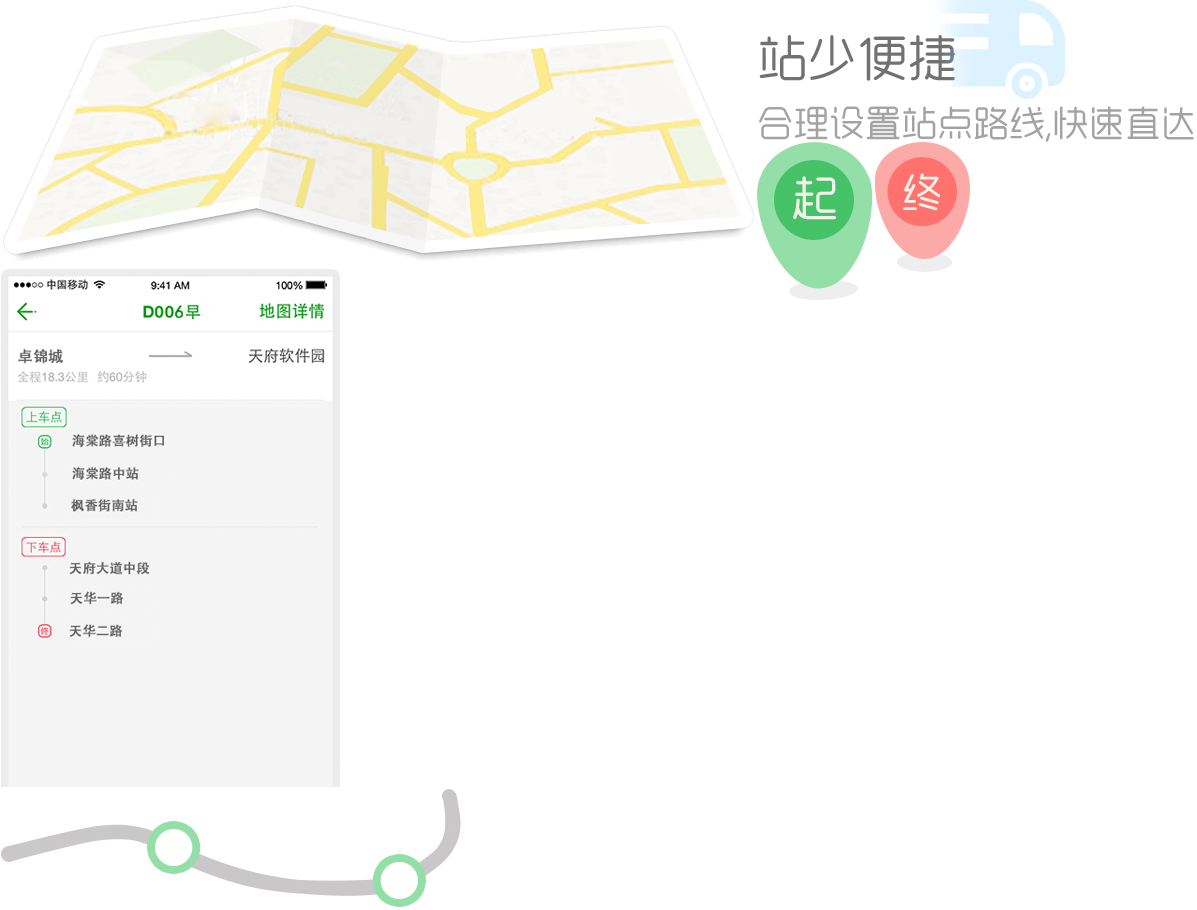 站少便捷
合理设置站点路线,快速直达
起
终
中国移动 9:41 AM 100%
D006早 地图详情
卓锦城 天府软件园
全程18.3公里 约60分钟
上车点
始 海棠路喜树街口
海棠路中站
枫香街南站
下车点
天府大道中段
天华一路
终 天华二路